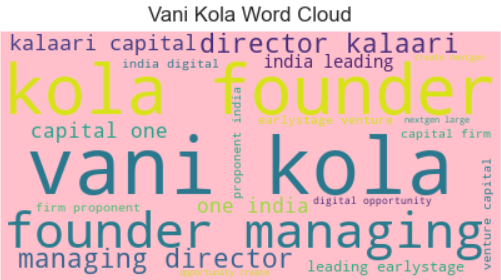 Vani Kola Word Cloud
kalaari capital
director kalaari
india digital
india leading
kola founder
earlystage venture
nextgen large
capital one
proponent india
capital firm
vani kola
firm proponent
one india
digital opportunity
founder managing
venture capital
managing director
leading earlystage
opportunity create